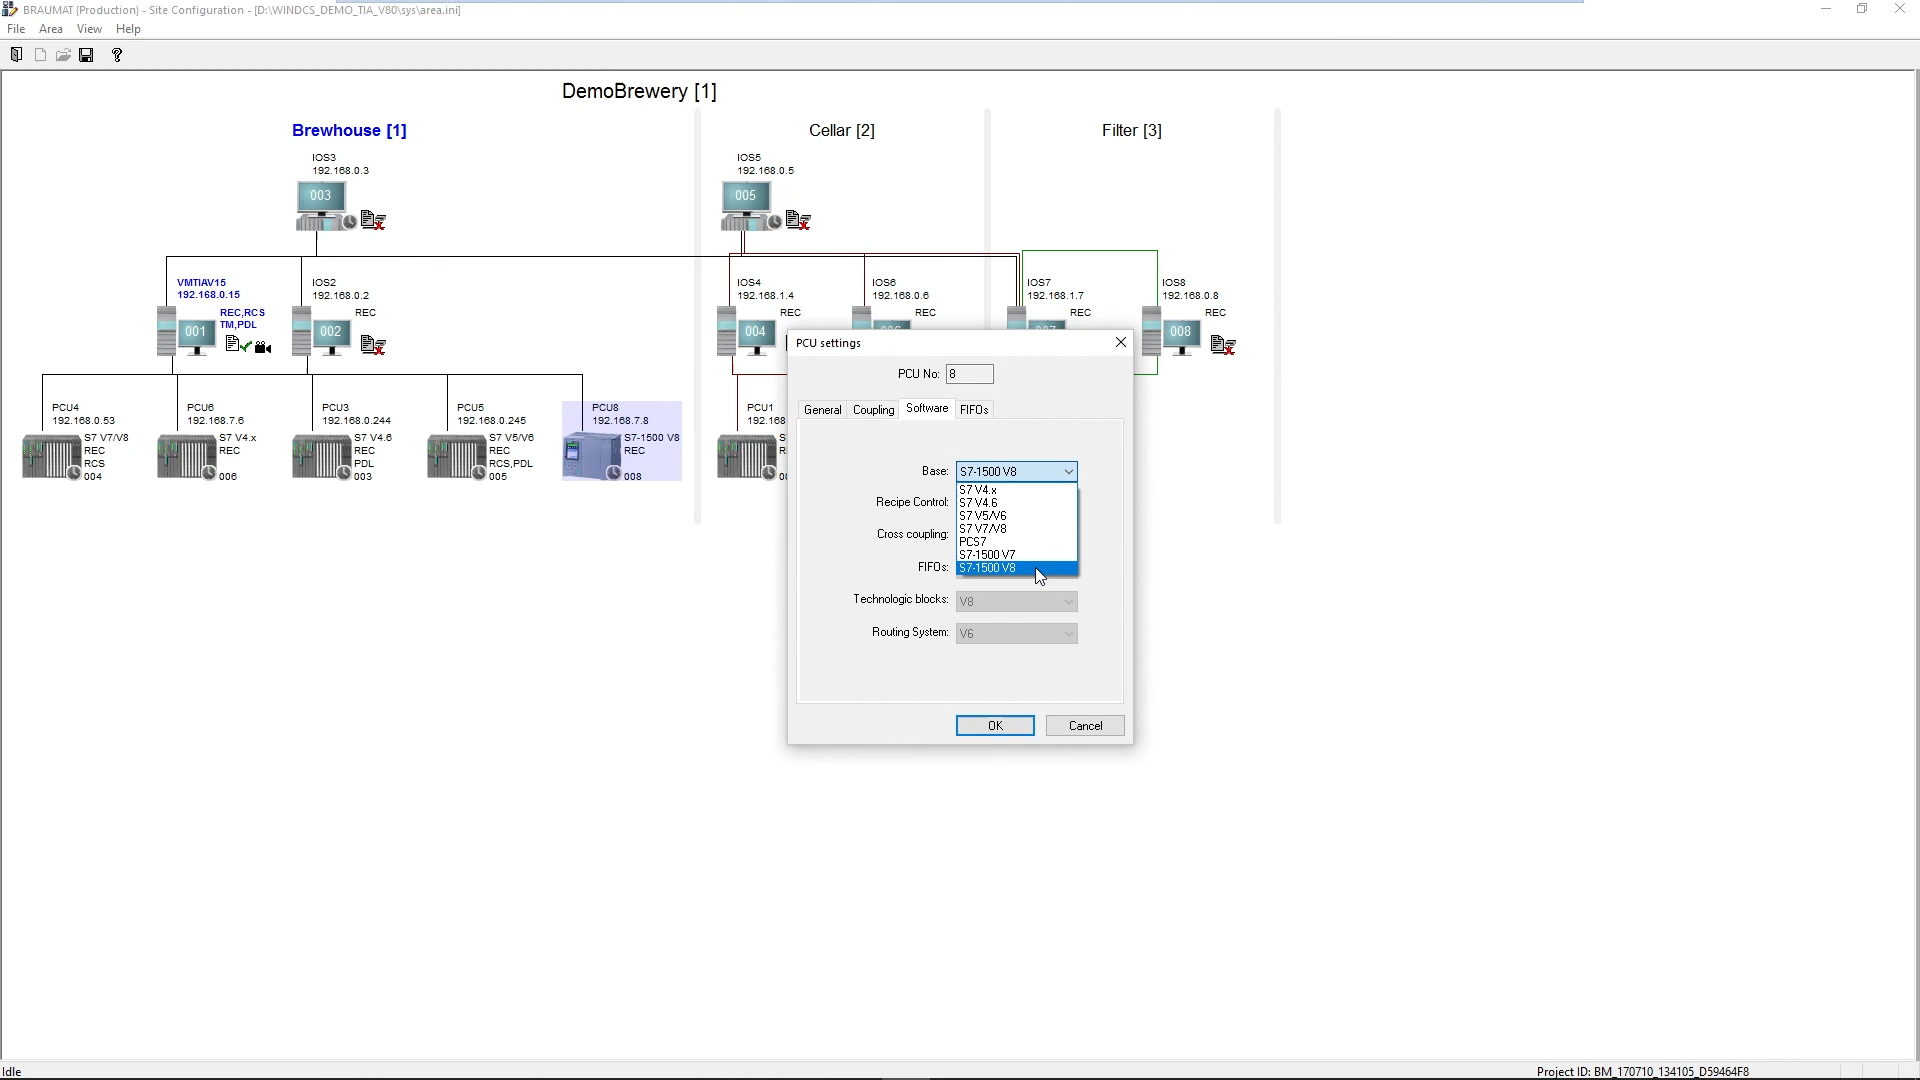 BRAUMAT (Production) - Site Configuration - [D:\WINDCS_DEMO_TIA_V80\sys\area.ini]
File Area View Help
DemoBrewery [1]
Brewhouse [1]
Cellar [2]
Filter [3]
IOS3
192.168.0.3
003
IOS5
192.168.0.5
005
VMTIAV15
192.168.0.15
REC,RCS
TM,PDL
001
IOS2
192.168.0.2
REC
002
IOS4
192.168.1.4
REC
004
IOS6
192.168.0.6
REC
IOS7
192.168.1.7
REC
IOS8
192.168.0.8
REC
008
PCU4
192.168.0.53
S7 V7/V8
REC
RCS
004
PCU6
192.168.7.6
S7 V4.x
REC
006
PCU3
192.168.0.244
S7 V4.6
REC
PDL
003
PCU5
192.168.0.245
S7 V5/V6
REC
RCS,PDL
005
PCU8
192.168.7.8
S7-1500 V8
REC
008
PCU1
192.168
PCU settings
PCU No: 8
General Coupling Software FIFOs
Base: S7-1500 V8
S7 V4.x
S7 V4.6
S7 V5/V6
S7 V7/V8
PCS7
S7-1500 V7
S7-1500 V8
Recipe Control:
Cross coupling:
FIFOs:
Technologic blocks: V8
Routing System: V6
OK Cancel
Idle
Project ID: BM_170710_134105_D59464F8